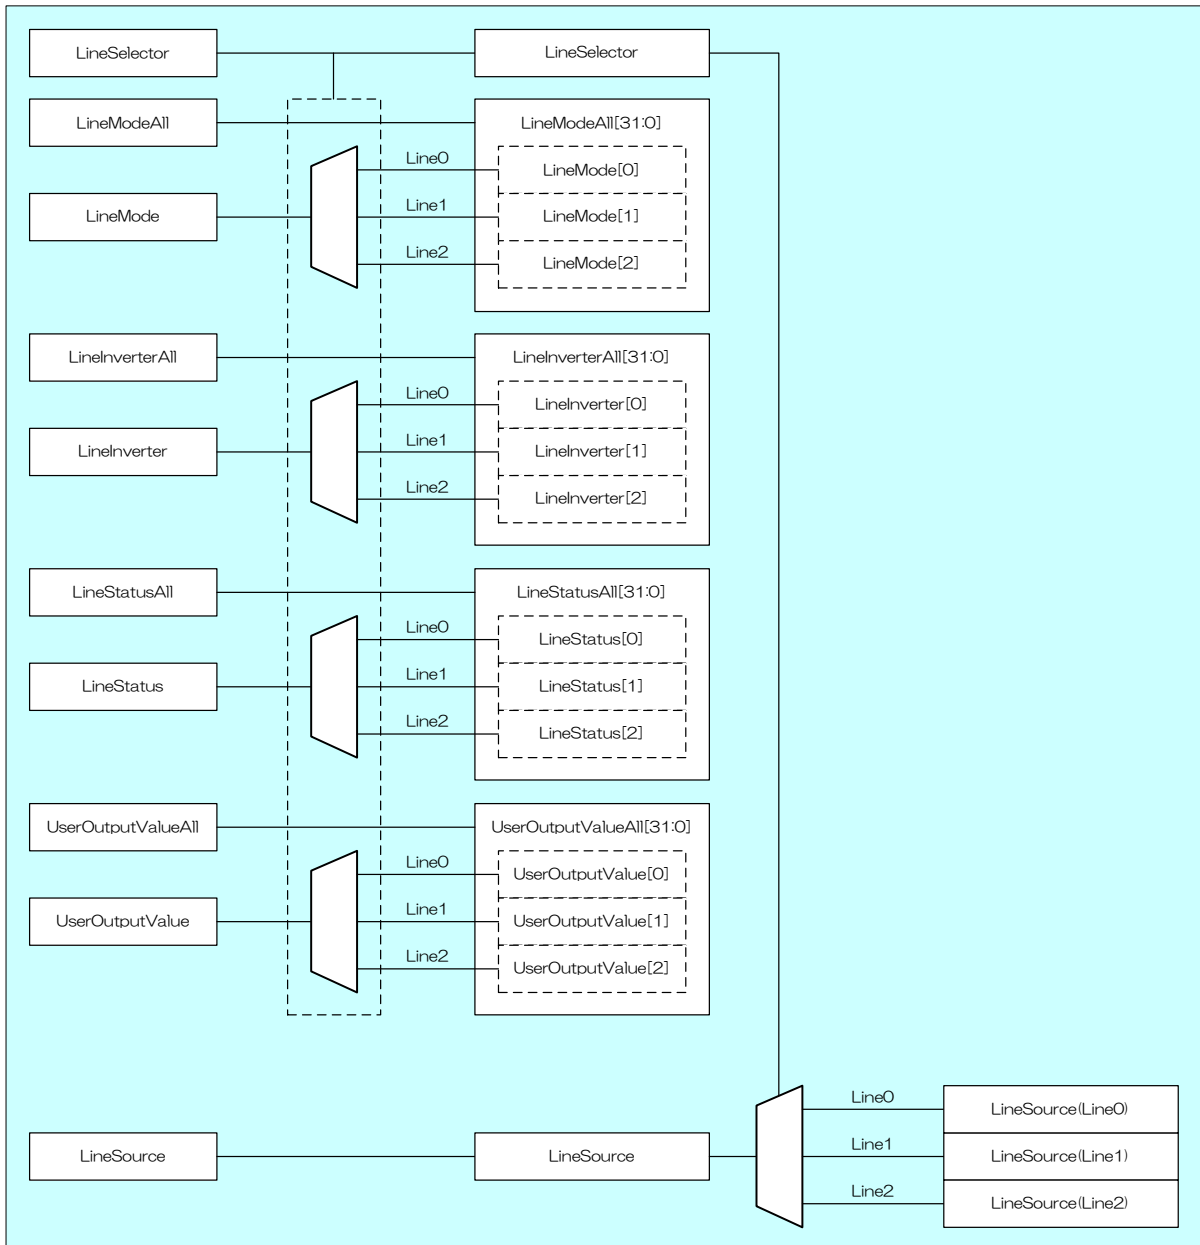 LineSelector
LineSelector
LineModeAll
LineModeAll[31:0]
Line0
LineMode[0]
LineMode
Line1
LineMode[1]
Line2
LineMode[2]
LineInverterAll
LineInverterAll[31:0]
Line0
LineInverter[0]
LineInverter
Line1
LineInverter[1]
Line2
LineInverter[2]
LineStatusAll
LineStatusAll[31:0]
Line0
LineStatus[0]
LineStatus
Line1
LineStatus[1]
Line2
LineStatus[2]
UserOutputValueAll
UserOutputValueAll[31:0]
Line0
UserOutputValue[0]
UserOutputValue
Line1
UserOutputValue[1]
Line2
UserOutputValue[2]
Line0
LineSource(Line0)
LineSource
LineSource
Line1
LineSource(Line1)
Line2
LineSource(Line2)